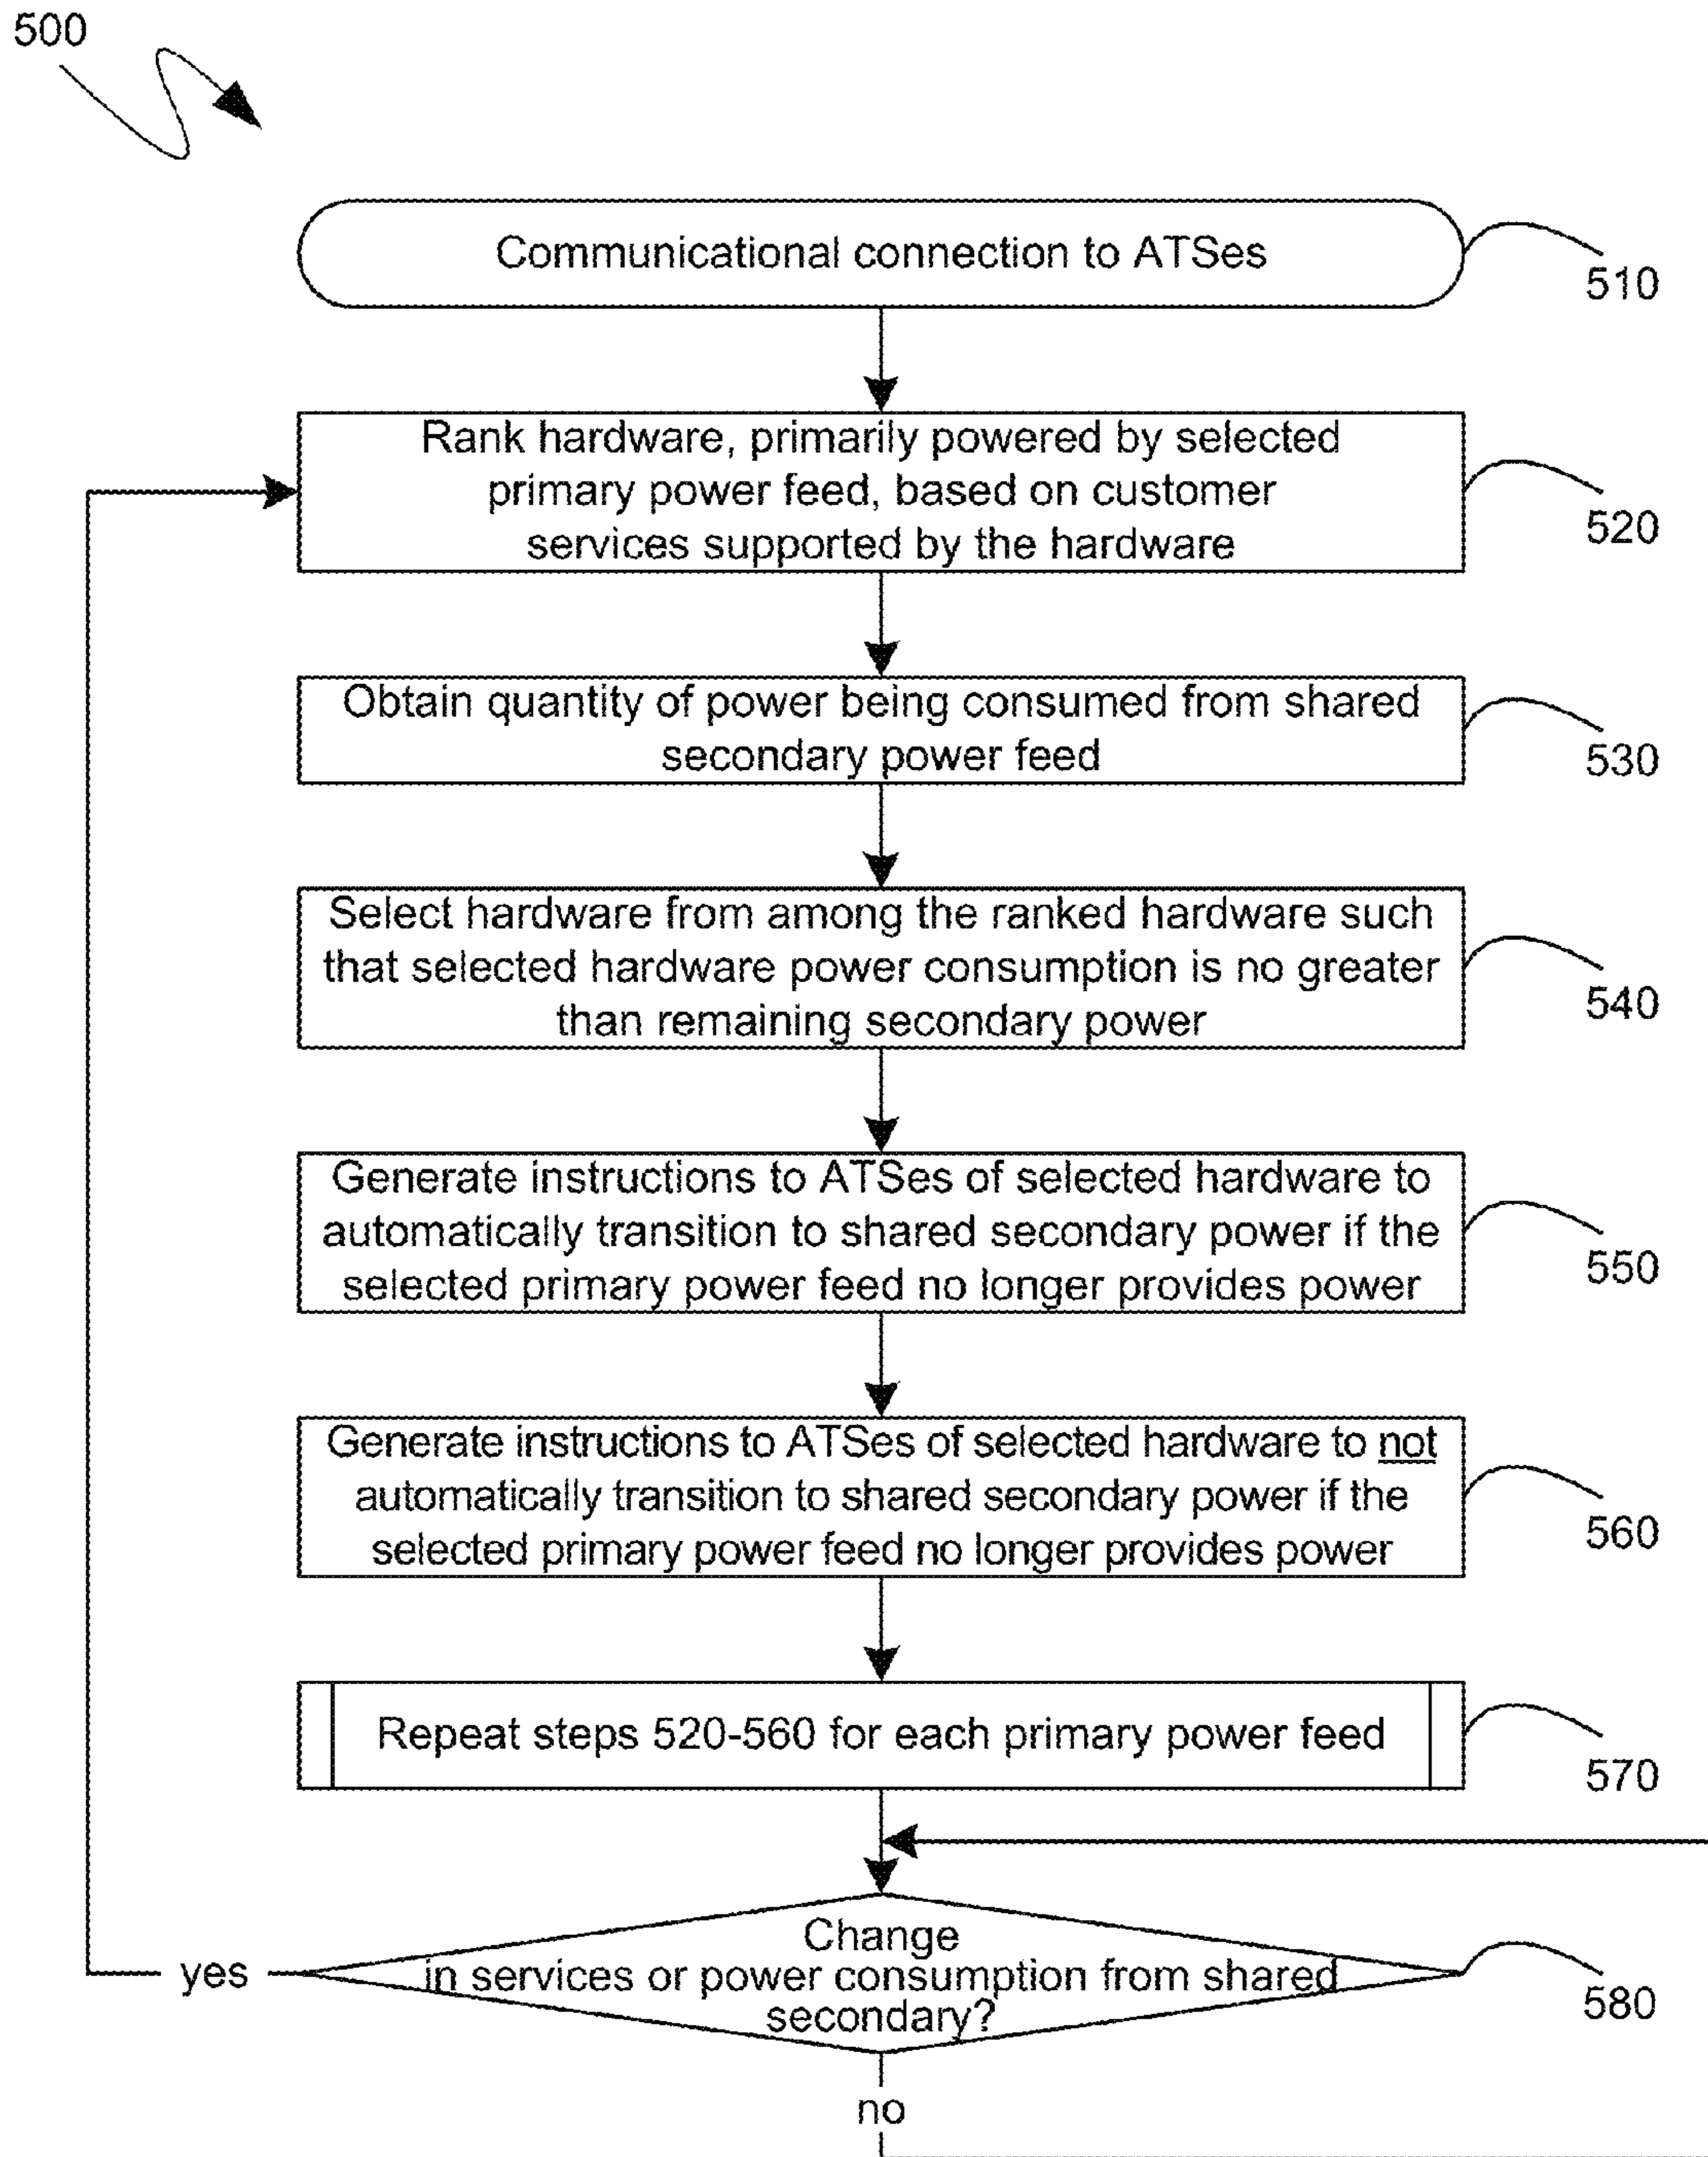 500
Communicational connection to ATSes
510
Rank hardware, primarily powered by selected
primary power feed, based on customer
services supported by the hardware
520
Obtain quantity of power being consumed from shared
secondary power feed
530
Select hardware from among the ranked hardware such
that selected hardware power consumption is no greater
than remaining secondary power
540
Generate instructions to ATSes of selected hardware to
automatically transition to shared secondary power if the
selected primary power feed no longer provides power
550
Generate instructions to ATSes of selected hardware to not
automatically transition to shared secondary power if the
selected primary power feed no longer provides power
560
Repeat steps 520-560 for each primary power feed
570
Change
in services or power consumption from shared
secondary?
580
yes
no